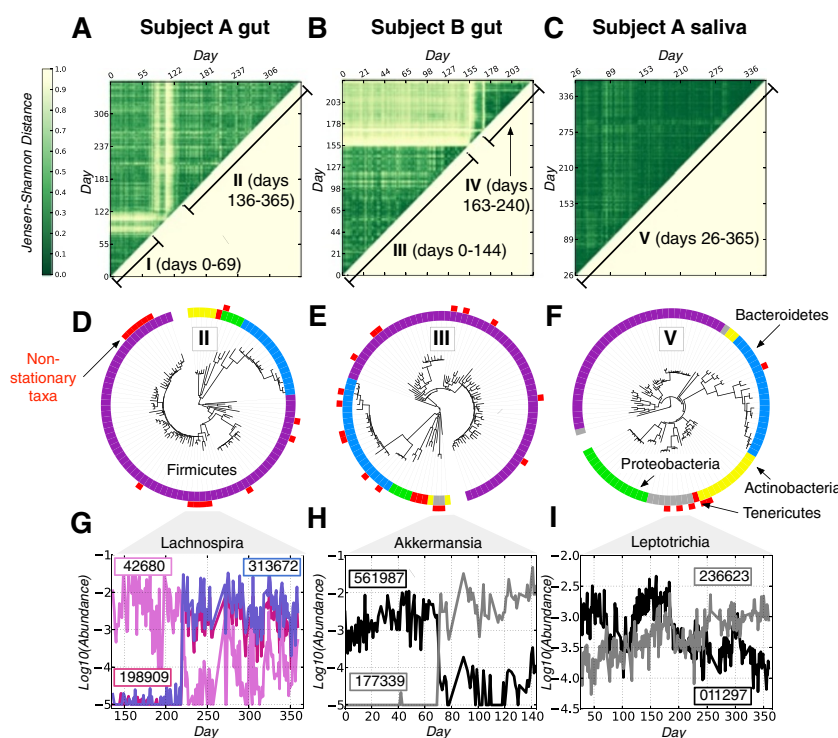 A
Subject A gut
B
Subject B gut
C
Subject A saliva
Day
Day
Day
0 55 122 181 237 306
0 21 44 65 98 127 155 178 203
26 89 153 210 275 336
Jensen-Shannon Distance
1.0
0.9
0.8
0.7
0.6
0.5
0.4
0.3
0.2
0.1
0.0
Day
306
237
181
122
55
0
II (days
136-365)
I (days 0-69)
203
178
155
127
98
65
44
21
0
Day
IV (days
163-240)
III (days 0-144)
336
275
210
153
89
26
Day
V (days 26-365)
D
II
E
III
F
V
Bacteroidetes
Non-
stationary
taxa
Firmicutes
Proteobacteria
Actinobacteria
Tenericutes
G
Lachnospira
H
Akkermansia
I
Leptotrichia
Log10(Abundance)
−1
−2
−3
−4
−5
42680
313672
198909
150 200 250 300 350
Day
Log10(Abundance)
−1
−2
−3
−4
−5
561987
177339
0 20 40 60 80 100 120 140
Day
Log10(Abundance)
−2.0
−2.5
−3.0
−3.5
−4.0
−4.5
236623
011297
50 100 150 200 250 300 350
Day